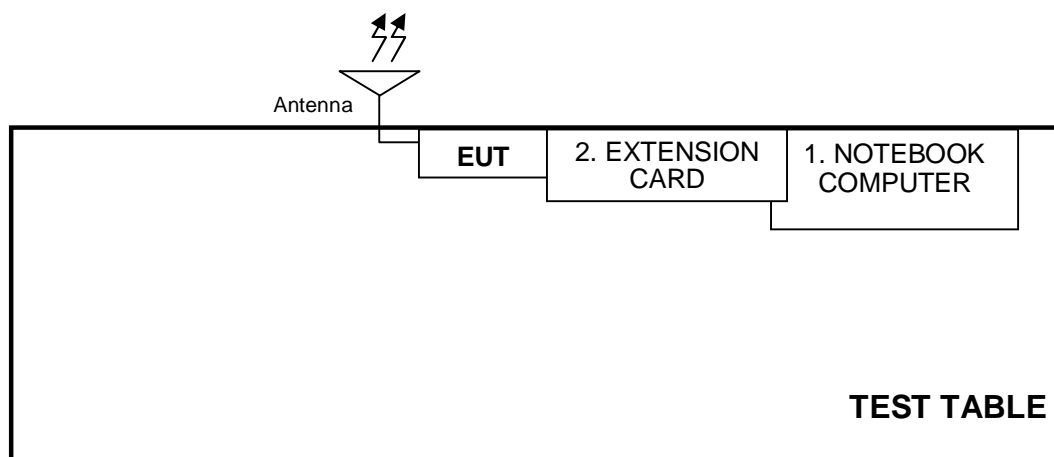 Antenna
EUT
2. EXTENSION
CARD
1. NOTEBOOK
COMPUTER
TEST TABLE